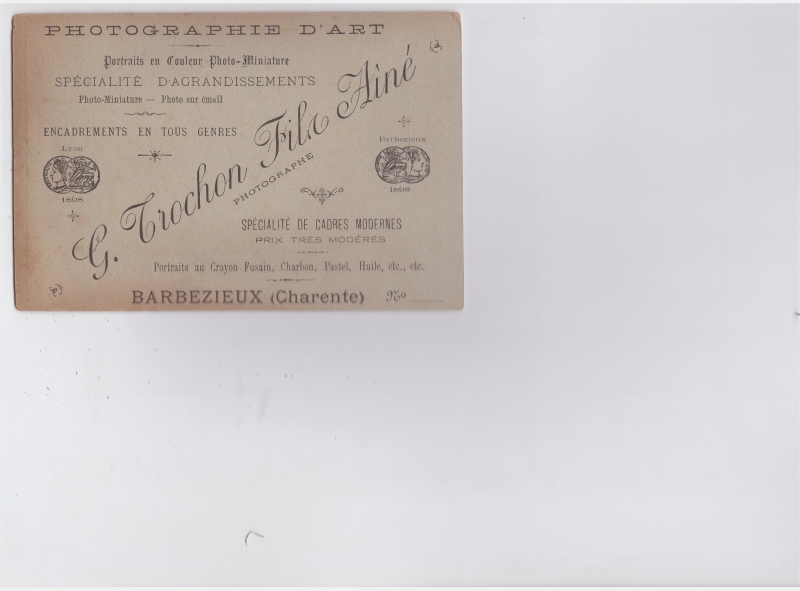 PHOTOGRAPHIE D'ART
Portraits en Couleur, Photo-Miniature
SPÉCIALITÉ D'AGRANDISSEMENTS
Photo-Miniature — Photo sur émail
ENCADREMENTS EN TOUS GENRES
Lyon
1898
Barbezieux
1898
G. Trochon Fils Aîné
PHOTOGRAPHE
SPÉCIALITÉ DE CADRES MODERNES
PRIX TRÈS MODÉRÉS
Portraits au Crayon Fusain, Charbon, Pastel, Huile, etc., etc.
BARBEZIEUX (Charente) No